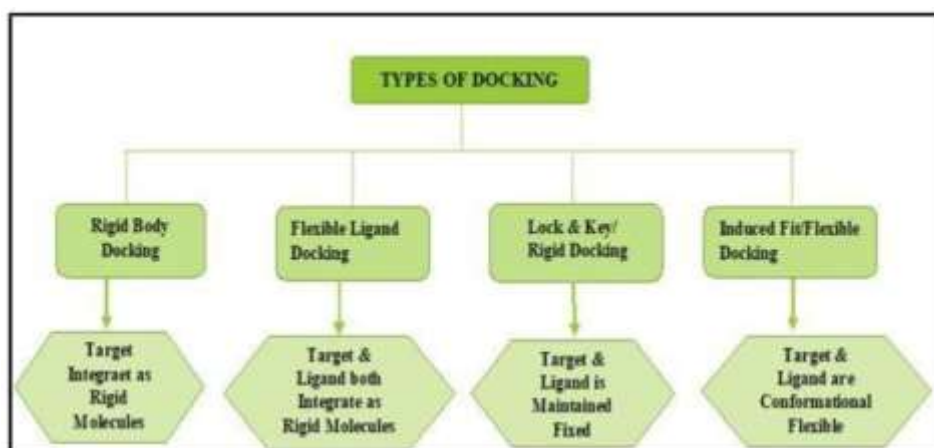 TYPES OF DOCKING
Rigid Body
Docking
Flexible Ligand
Docking
Lock & Key/
Rigid Docking
Induced Fis/Flexible
Docking
Target
Integraet as
Rigid
Molecules
Target &
Ligand both
Integrate as
Rigid Molecules
Target &
Ligand is
Maintained
Fixed
Target &
Ligand are
Conformational
Flexible